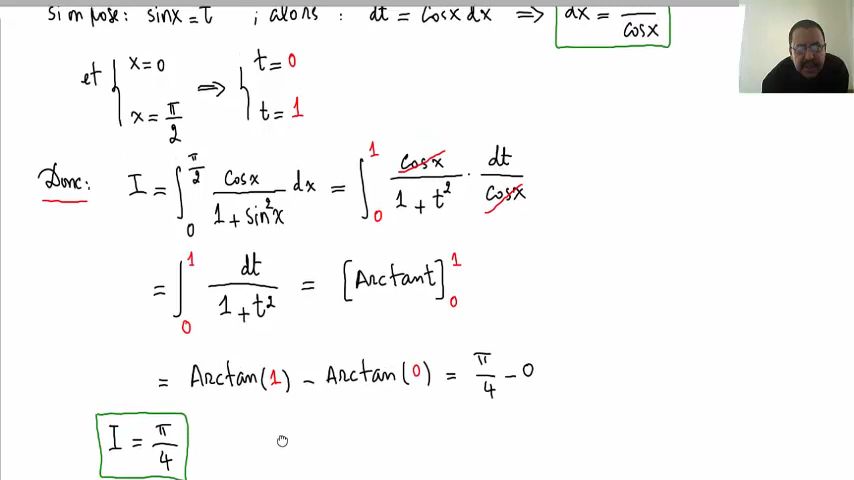 si on pose: sinx = t ; alors : dt = cosx dx ⟹ dx = /cosx
et { x=0 ⟹ { t=0
x = π/2 t = 1
Donc: I = ∫₀^(π/2) cosx/(1+sin²x) dx = ∫₀¹ cosx/(1+t²) · dt/cosx
= ∫₀¹ dt/(1+t²) = [Arctant]₀¹
= Arctan(1) − Arctan(0) = π/4 − 0
I = π/4